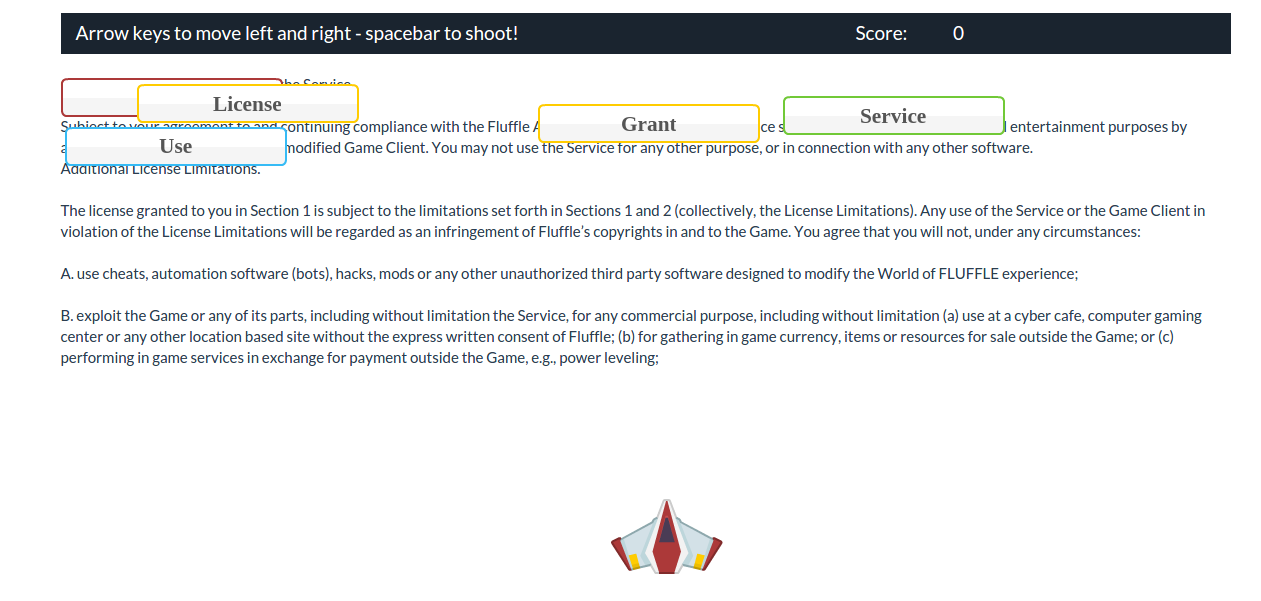 Arrow keys to move left and right - spacebar to shoot! Score: 0
the Service
License
Grant
Service
Subject to your agreement to and continuing compliance with the Fluffle entertainment purposes by
Use
modified Game Client. You may not use the Service for any other purpose, or in connection with any other software.
Additional License Limitations.
The license granted to you in Section 1 is subject to the limitations set forth in Sections 1 and 2 (collectively, the License Limitations). Any use of the Service or the Game Client in
violation of the License Limitations will be regarded as an infringement of Fluffle’s copyrights in and to the Game. You agree that you will not, under any circumstances:
A. use cheats, automation software (bots), hacks, mods or any other unauthorized third party software designed to modify the World of FLUFFLE experience;
B. exploit the Game or any of its parts, including without limitation the Service, for any commercial purpose, including without limitation (a) use at a cyber cafe, computer gaming
center or any other location based site without the express written consent of Fluffle; (b) for gathering in game currency, items or resources for sale outside the Game; or (c)
performing in game services in exchange for payment outside the Game, e.g., power leveling;